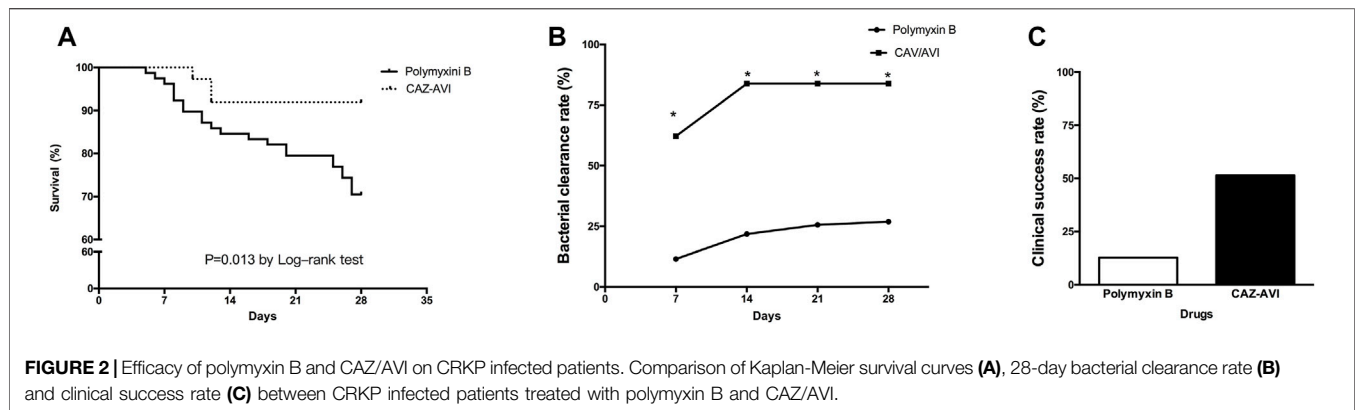 A
Polymyxini B
CAZ-AVI
Survival (%)
100
90
80
70
60
60
0
0 7 14 21 28 35
P=0.013 by Log–rank test
Days
B
Polymyxin B
CAV/AVI
Bacterial clearance rate (%)
100
75
50
25
0
* * * *
0 7 14 21 28
Days
C
Clinical success rate (%)
100
75
50
25
0
Polymyxin B CAZ-AVI
Drugs
FIGURE 2 | Efficacy of polymyxin B and CAZ/AVI on CRKP infected patients. Comparison of Kaplan-Meier survival curves (A), 28-day bacterial clearance rate (B)
and clinical success rate (C) between CRKP infected patients treated with polymyxin B and CAZ/AVI.